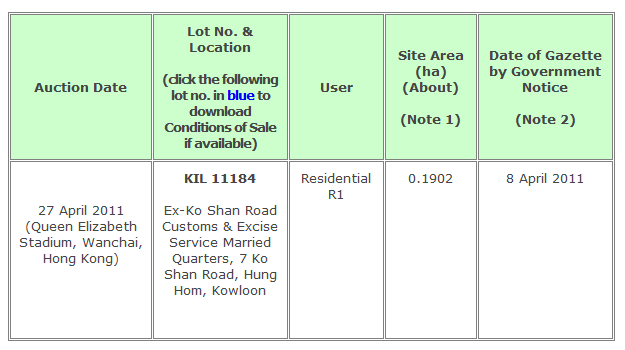 Auction Date
Lot No. &
Location
(click the following
lot no. in blue to
download
Conditions of Sale
if available)
User
Site Area
(ha)
(About)
(Note 1)
Date of Gazette
by Government
Notice
(Note 2)
27 April 2011
(Queen Elizabeth
Stadium, Wanchai,
Hong Kong)
KIL 11184
Ex-Ko Shan Road
Customs & Excise
Service Married
Quarters, 7 Ko
Shan Road, Hung
Hom, Kowloon
Residential
R1
0.1902
8 April 2011